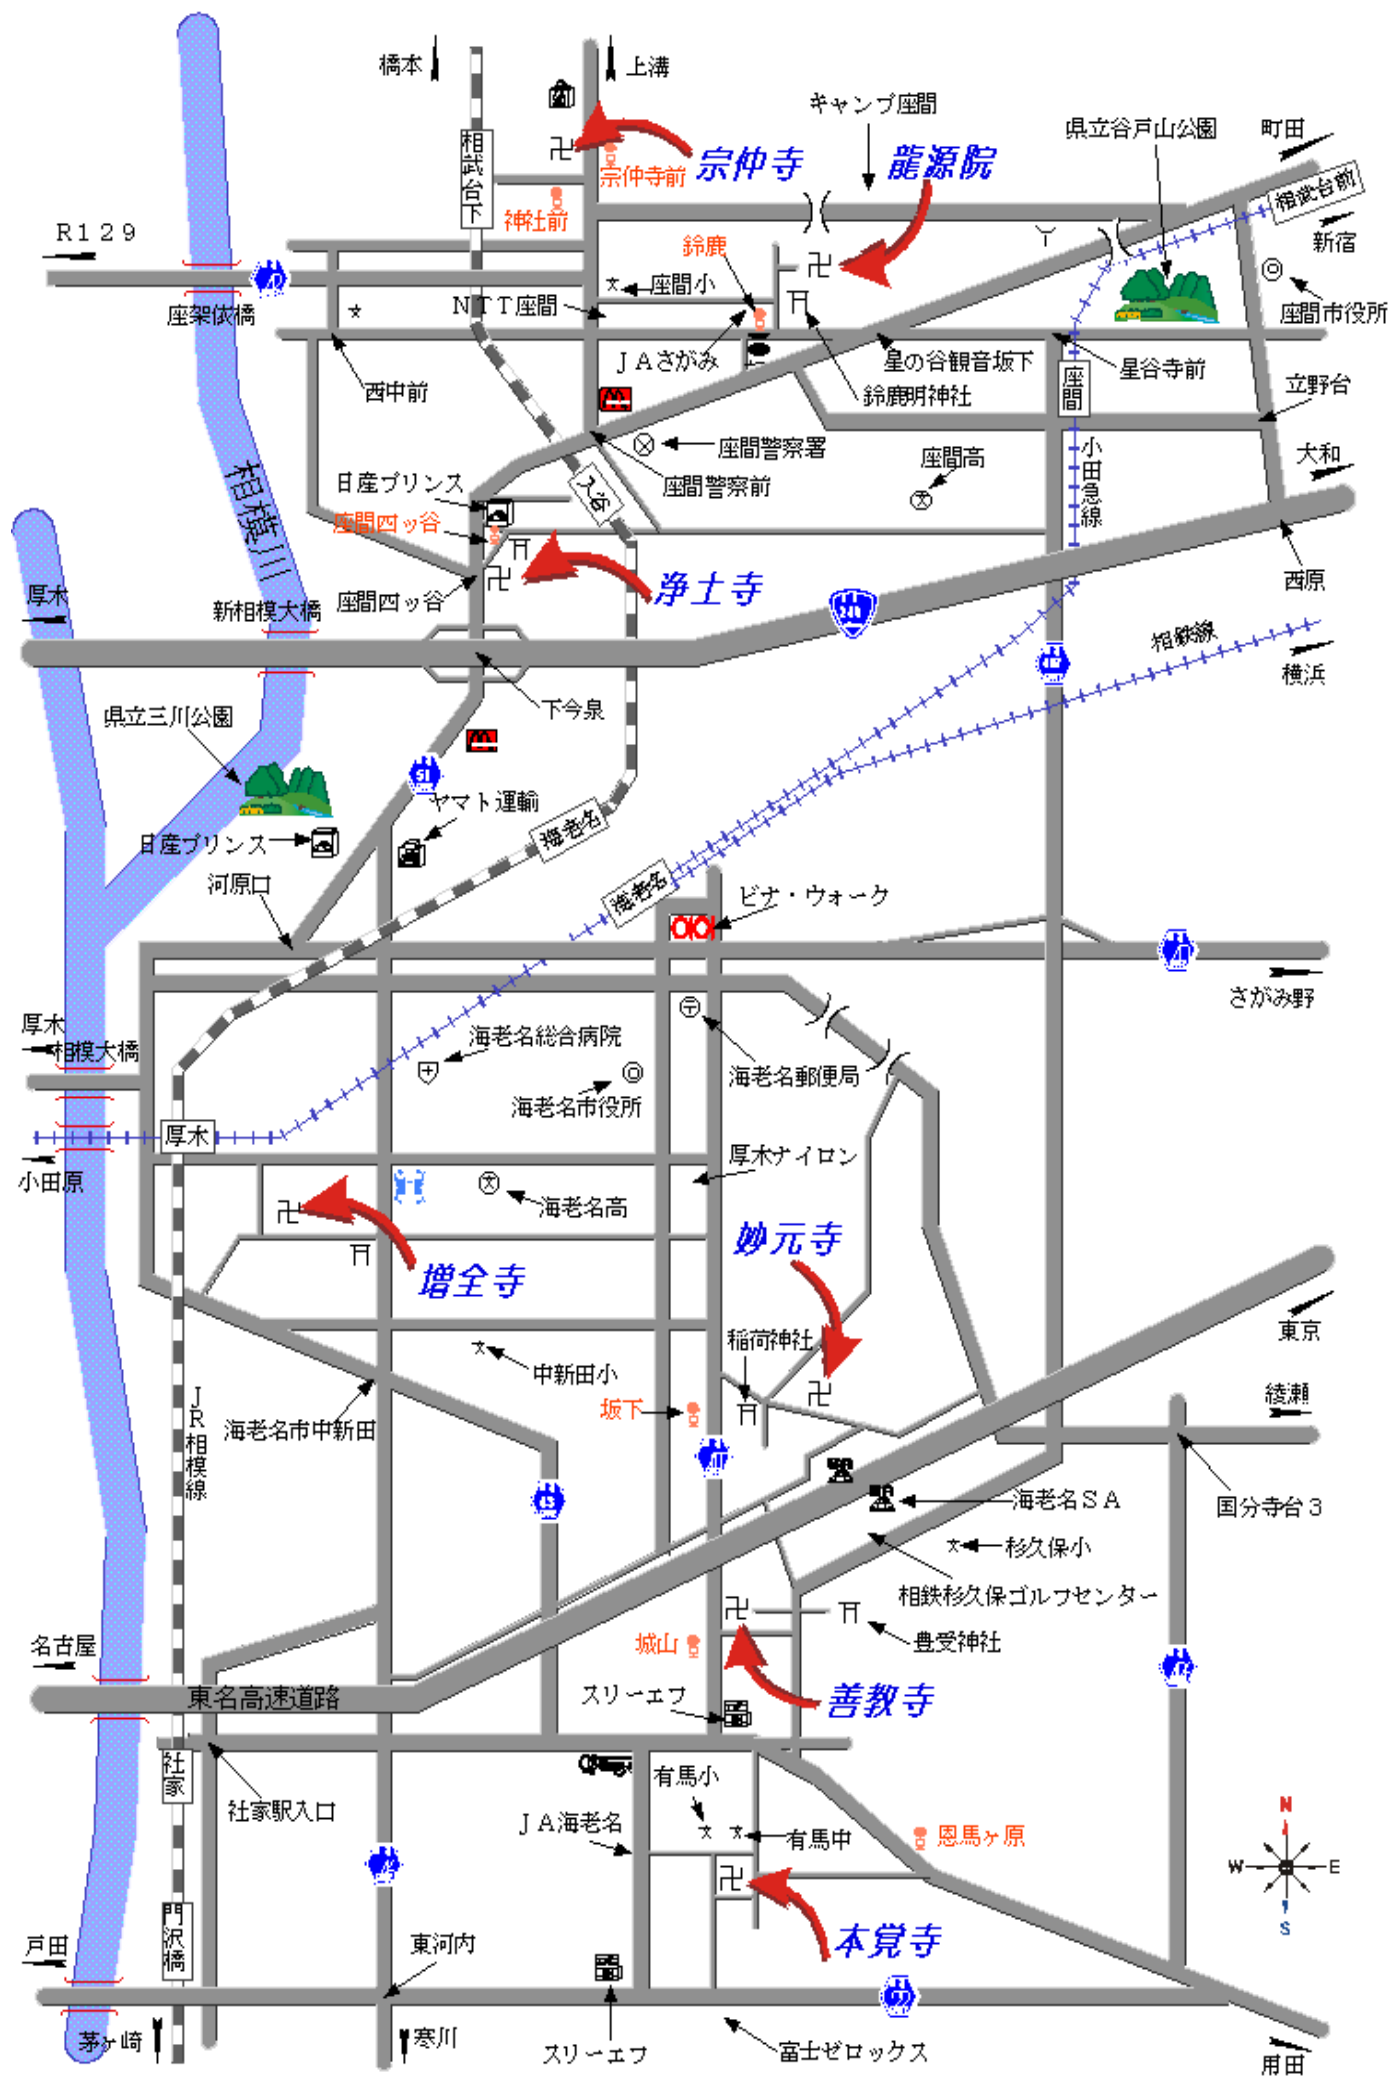 橋本
上溝
キャンプ座間
県立谷戸山公園
町田
相武台下
宗仲寺前
宗仲寺
龍源院
相武台前
神社前
R129
新宿
鈴鹿
座間小
座架依橋
NTT座間
座間市役所
JAさがみ
星の谷観音坂下
星谷寺前
西中前
鈴鹿明神社
座間
立野台
座間警察署
座間高
小田急線
大和
相模川
日産プリンス
入谷
座間警察前
座間四ッ谷
浄土寺
西原
厚木
新相模大橋
座間四ッ谷
246
相鉄線
横浜
県立三川公園
下今泉
51
ヤマト運輸
海老名
日産プリンス
河原口
海老名
ビナ・ウォーク
OIOI
40
さがみ野
厚木
相模大橋
海老名総合病院
海老名郵便局
海老名市役所
厚木
厚木ナイロン
小田原
海老名高
妙元寺
増全寺
東京
稲荷神社
中新田小
坂下
綾瀬
JR相模線
海老名市中新田
海老名SA
国分寺台3
杉久保小
相鉄杉久保ゴルフセンター
城山
豊受神社
名古屋
東名高速道路
スリーエフ
善教寺
社家
有馬小
社家駅入口
JA海老名
有馬中
恩馬ヶ原
N
W
E
S
門沢橋
本覚寺
戸田
東河内
22
茅ヶ崎
寒川
スリーエフ
富士ゼロックス
用田